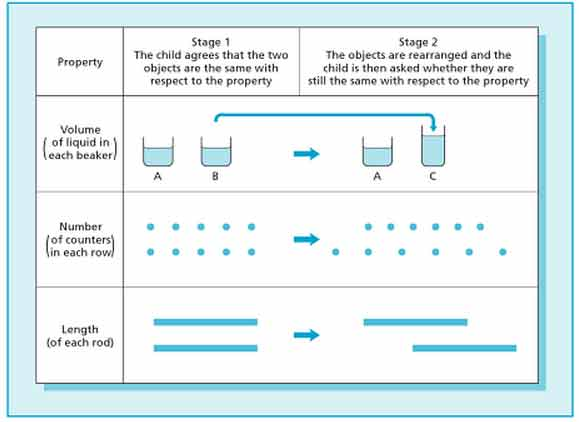 Property
Stage 1
The child agrees that the two
objects are the same with
respect to the property
Stage 2
The objects are rearranged and the
child is then asked whether they are
still the same with respect to the property
Volume
(of liquid in
each beaker)
A
B
A
C
Number
(of counters
in each row)
Length
(of each rod)